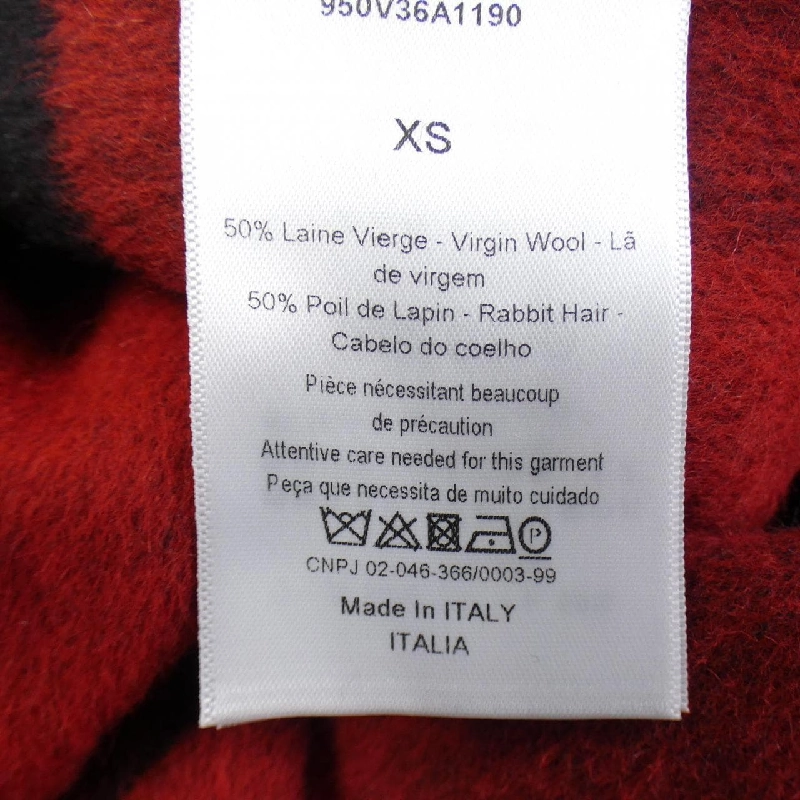 950V36A1190
XS
50% Laine Vierge - Virgin Wool - Lã
de virgem
50% Poil de Lapin - Rabbit Hair -
Cabelo do coelho
Pièce nécessitant beaucoup
de précaution
Attentive care needed for this garment
Peça que necessita de muito cuidado
P
CNPJ 02-046-366/0003-99
Made In ITALY
ITALIA